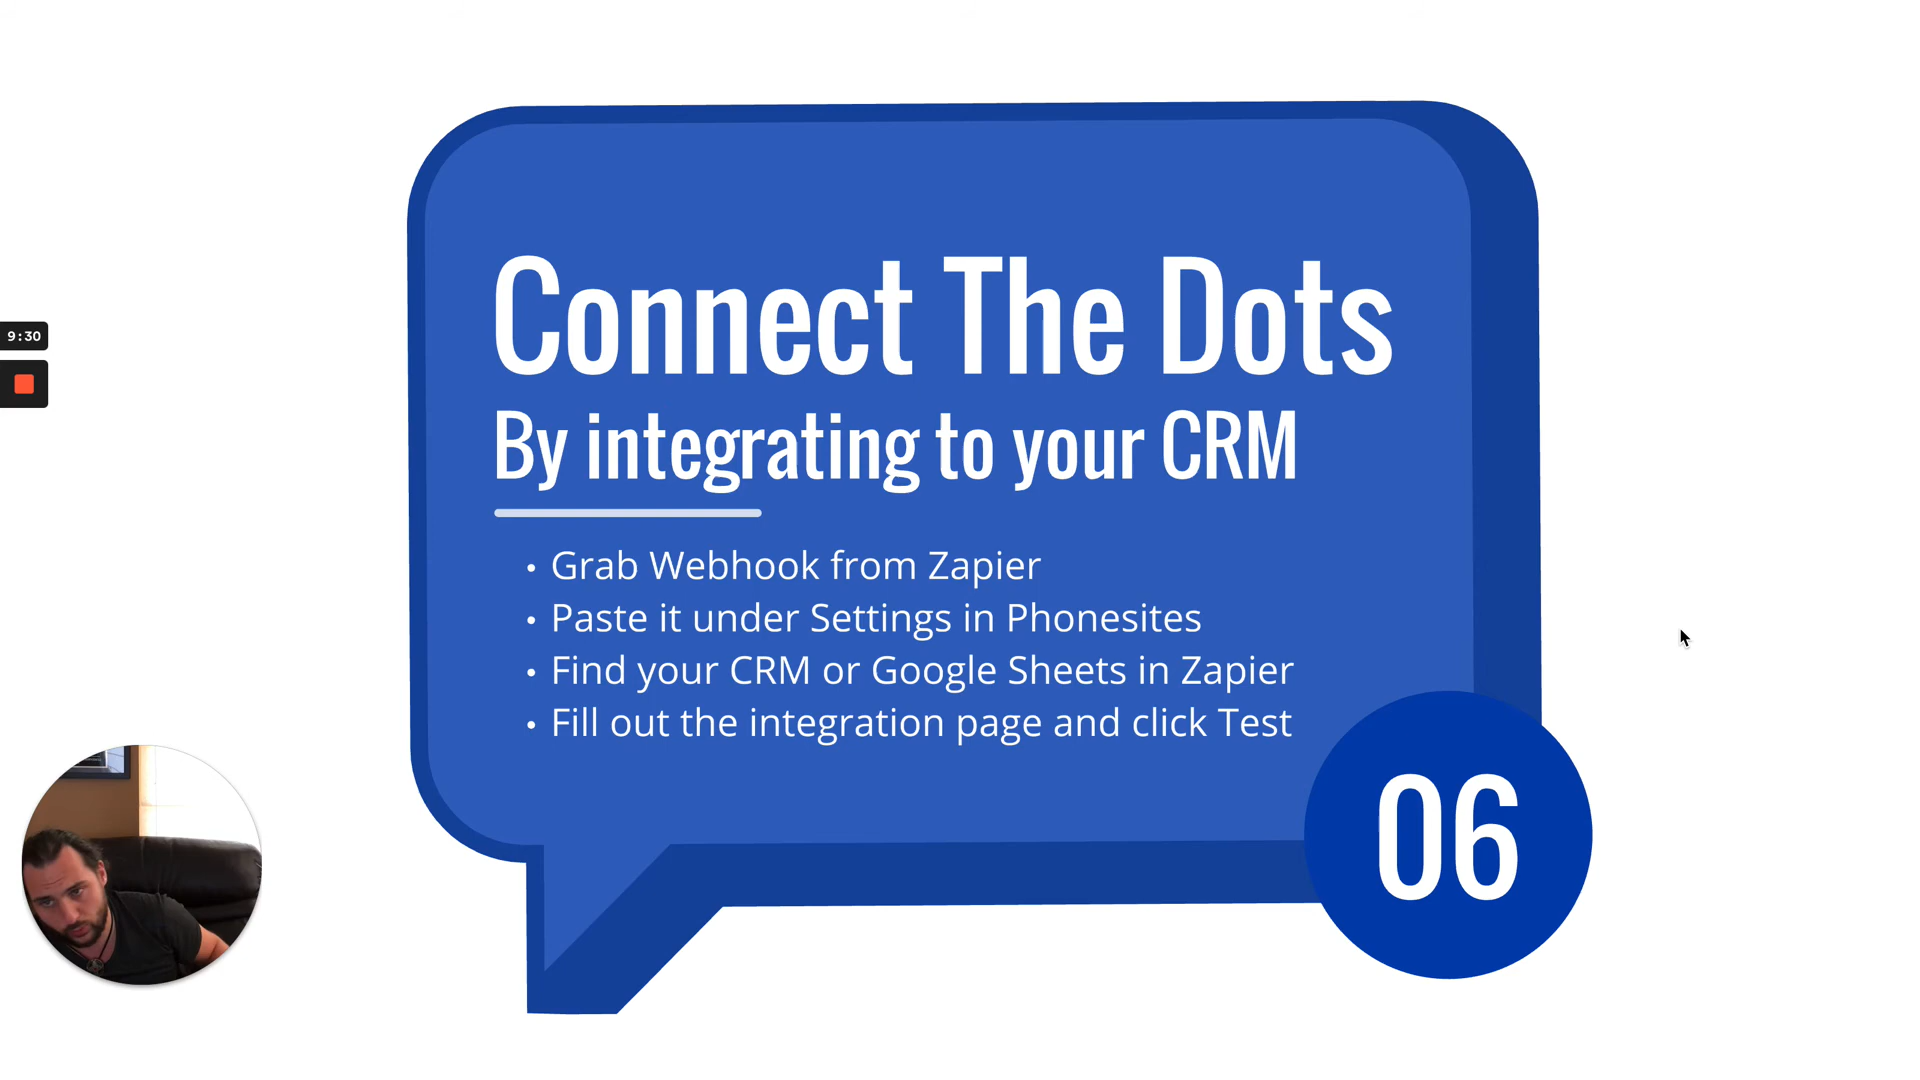 Connect The Dots
By integrating to your CRM
9:30
• Grab Webhook from Zapier
• Paste it under Settings in Phonesites
• Find your CRM or Google Sheets in Zapier
• Fill out the integration page and click Test
06